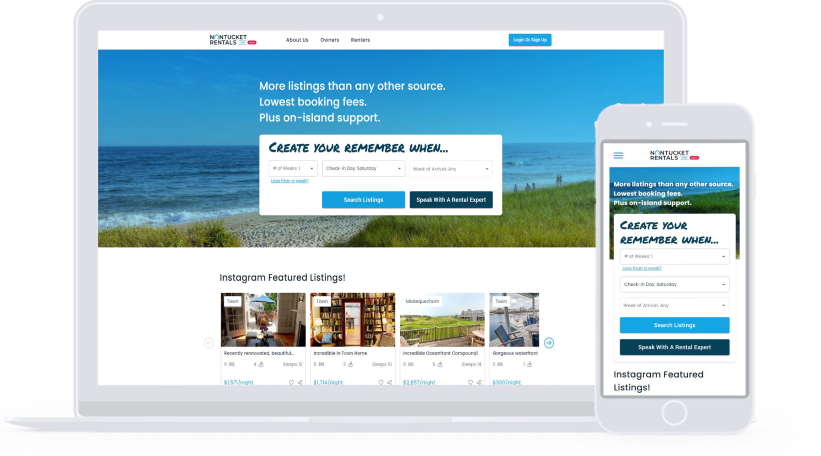 NANTUCKET
RENTALS
About Us
Owners
Renters
Login Or Sign Up
More listings than any other source.
Lowest booking fees.
Plus on-island support.
CREATE YOUR REMEMBER WHEN...
# of Weeks: 1
Check-In Day: Saturday
Week of Arrival: Any
Less than a week?
Search Listings
Speak With A Rental Expert
Instagram Featured Listings!
Town
Town
Madaquecham
Town
Recently rennovated, beautiful...
Incredible In Town Home
Incredible Oceanfront Compound!
Gorgeous waterfront
5
4
Sleeps 12
5
3
Sleeps 10
5
Sleeps 14
$1,571/night
$1,714/night
$2,857/night
$300/night
NANTUCKET
RENTALS
More listings than any other source.
Lowest booking fees.
Plus on-island support.
CREATE YOUR
REMEMBER WHEN...
# of Weeks: 1
Less than a week?
Check-In Day: Saturday
Week of Arrival: Any
Search Listings
Speak With A Rental Expert
Instagram Featured
Listings!